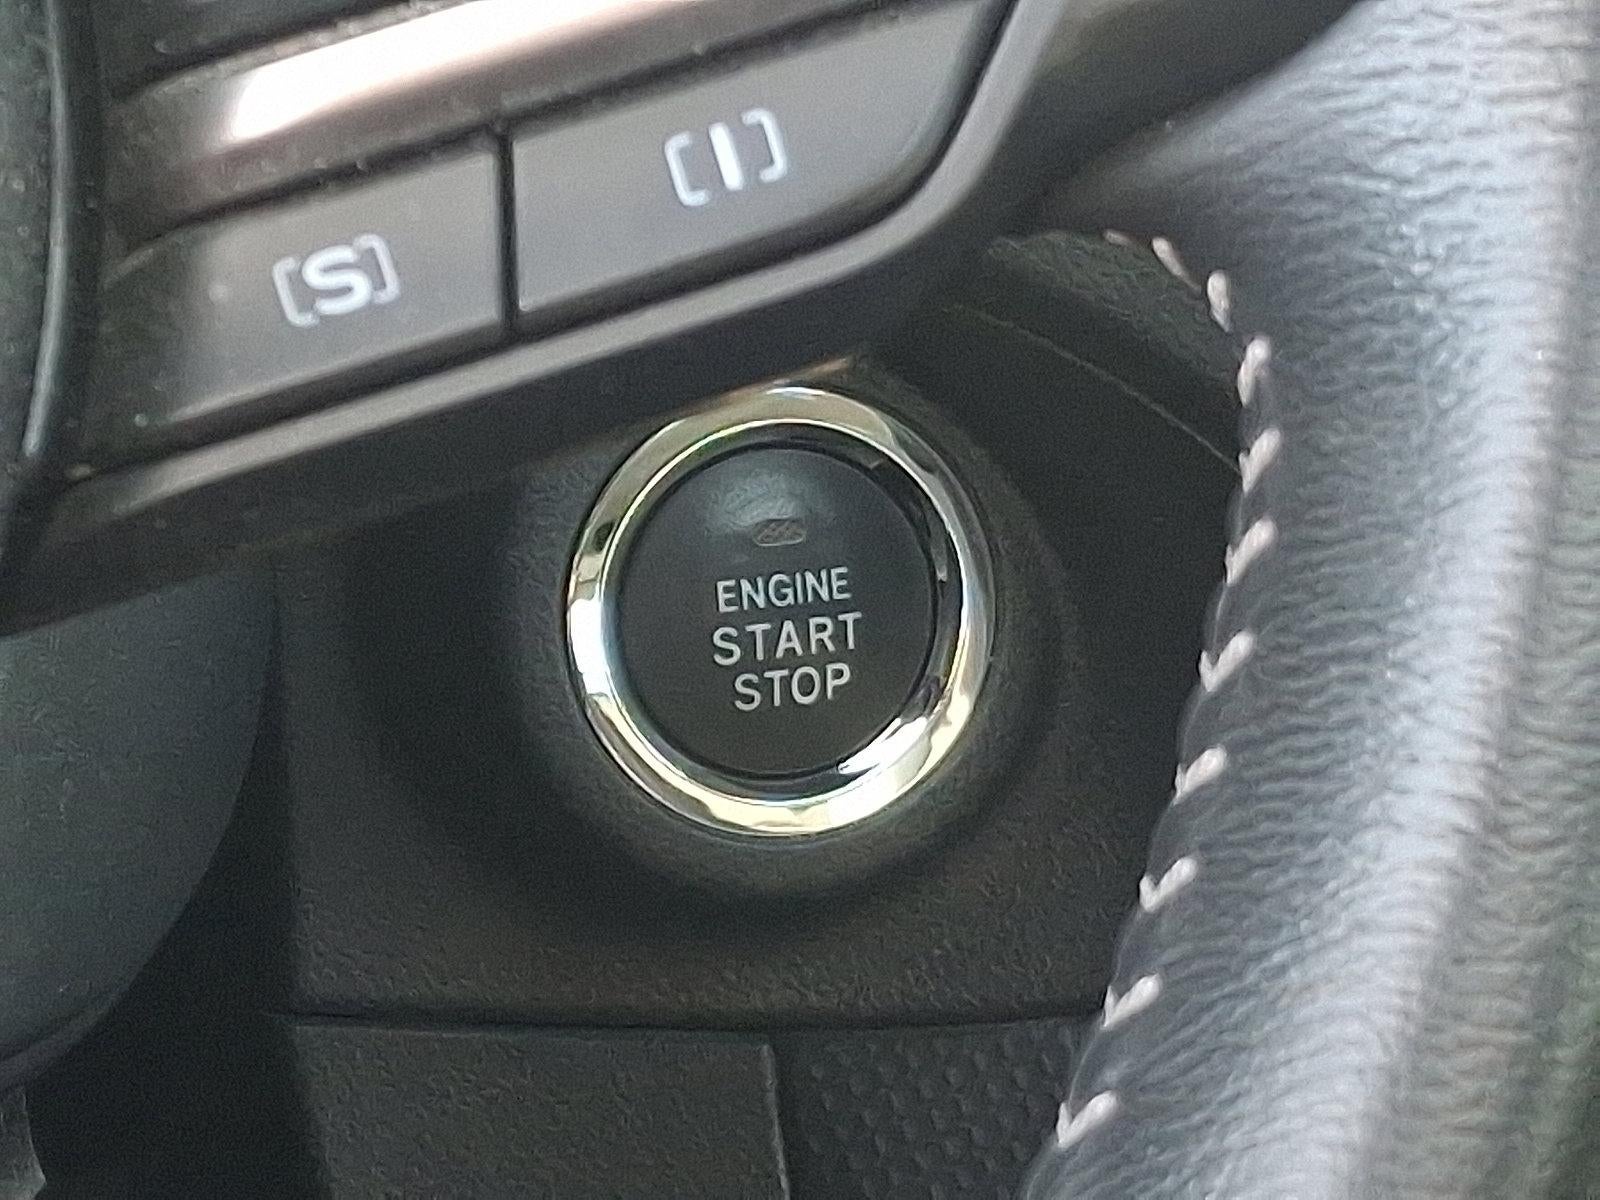 [I]
[S]
ENGINE
START
STOP